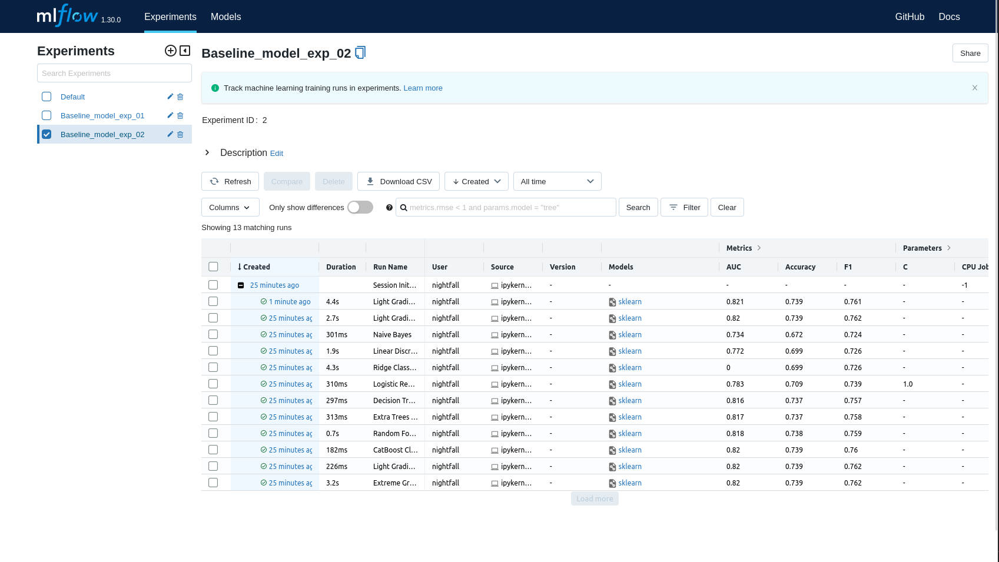 mlflow 1.30.0 Experiments Models GitHub Docs
Experiments
Search Experiments
Default
Baseline_model_exp_01
Baseline_model_exp_02
Baseline_model_exp_02
Share
Track machine learning training runs in experiments. Learn more
Experiment ID: 2
Description Edit
Refresh Compare Delete Download CSV Created All time
Columns Only show differences metrics.rmse < 1 and params.model = "tree" Search Filter Clear
Showing 13 matching runs
Metrics Parameters
Created Duration Run Name User Source Version Models AUC Accuracy F1 C CPU Job
25 minutes ago Session Init... nightfall ipykern... - - - - - - -1
1 minute ago 4.4s Light Gradi... nightfall ipykern... - sklearn 0.821 0.739 0.761 - -
25 minutes ag 2.7s Light Gradi... nightfall ipykern... - sklearn 0.82 0.739 0.762 - -
25 minutes ag 301ms Naive Bayes nightfall ipykern... - sklearn 0.734 0.672 0.724 - -
25 minutes ag 1.9s Linear Discr... nightfall ipykern... - sklearn 0.772 0.699 0.726 - -
25 minutes ag 4.3s Ridge Class... nightfall ipykern... - sklearn 0 0.699 0.726 - -
25 minutes ag 310ms Logistic Re... nightfall ipykern... - sklearn 0.783 0.709 0.739 1.0 -
25 minutes ag 297ms Decision Tr... nightfall ipykern... - sklearn 0.816 0.737 0.757 - -
25 minutes ag 313ms Extra Trees ... nightfall ipykern... - sklearn 0.817 0.737 0.758 - -
25 minutes ag 0.7s Random Fo... nightfall ipykern... - sklearn 0.818 0.738 0.759 - -
25 minutes ag 182ms CatBoost Cl... nightfall ipykern... - sklearn 0.82 0.739 0.76 - -
25 minutes ag 226ms Light Gradi... nightfall ipykern... - sklearn 0.82 0.739 0.762 - -
25 minutes ag 3.2s Extreme Gr... nightfall ipykern... - sklearn 0.82 0.739 0.762 - -
Load more